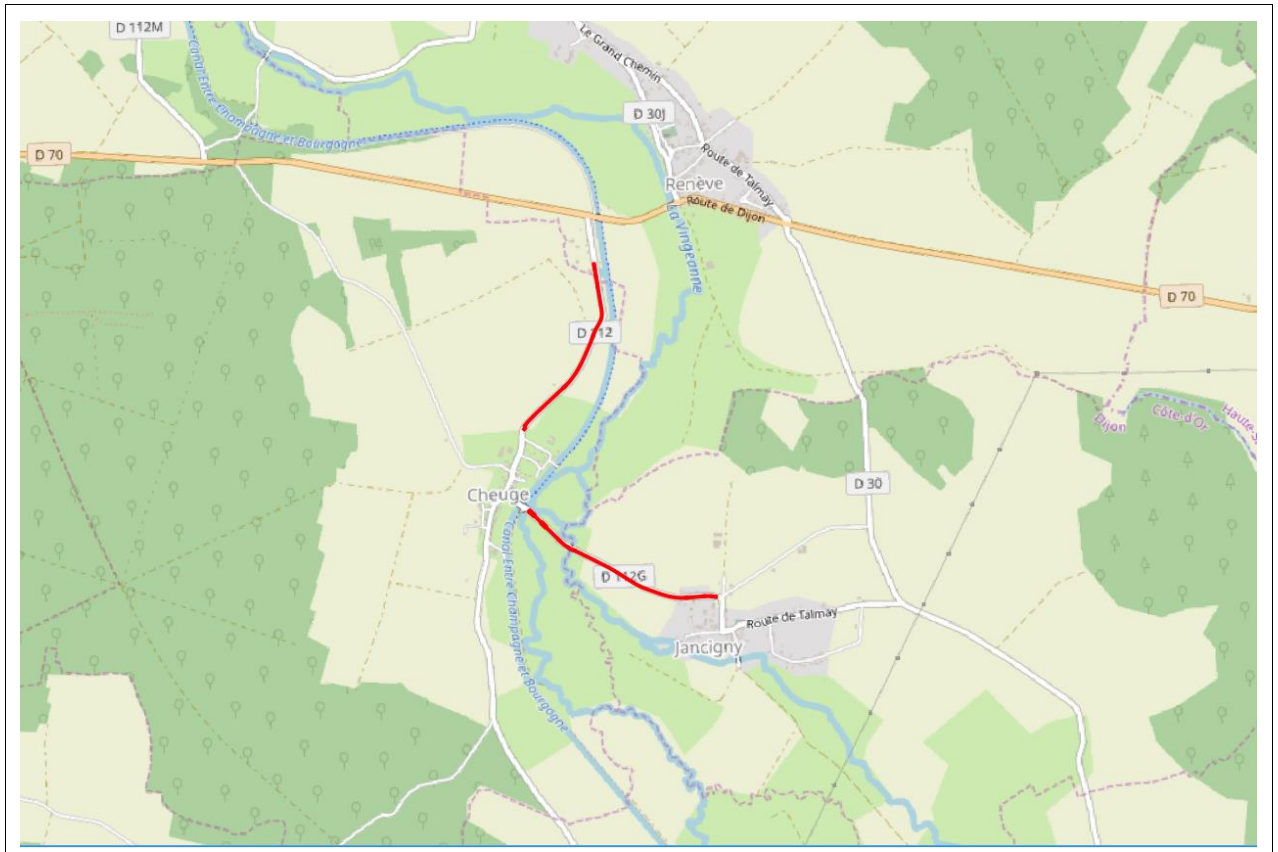 D 112M
Le Grand Chemin
Canal Entre Champagne et Bourgogne
D 30J
D 70
Route de Talmay
Renève
Route de Dijon
La Vingeanne
D 70
D 112
Dijon
Côte-d'Or
D 30
Cheuge
Canal Entre Champagne et Bourgogne
D 112G
Route de Talmay
Jancigny